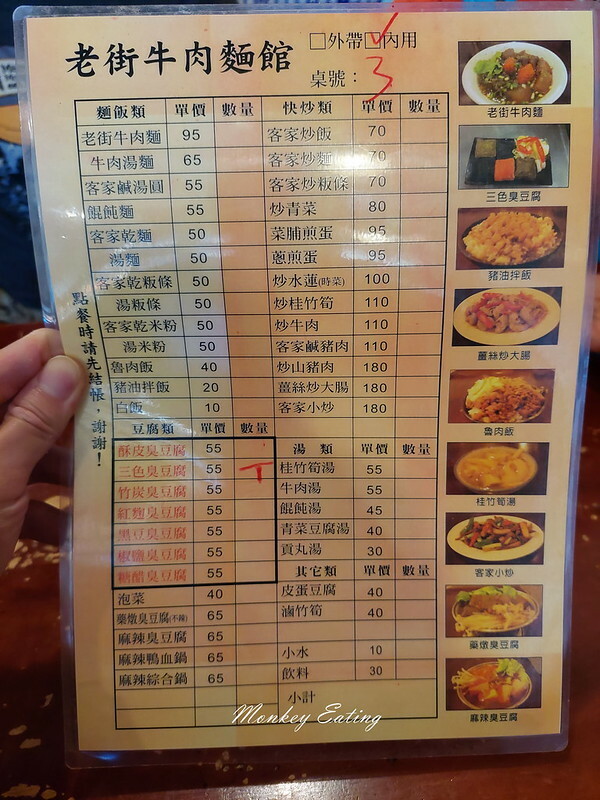 老街牛肉麵館
□外帶□內用
桌號：3
麵飯類 單價 數量
老街牛肉麵 95
牛肉湯麵 65
客家鹹湯圓 55
餛飩麵 55
客家乾麵 50
湯麵 50
客家乾粄條 50
湯粄條 50
客家乾米粉 50
湯米粉 50
魯肉飯 40
豬油拌飯 20
白飯 10
豆腐類 單價 數量
酥皮臭豆腐 55
三色臭豆腐 55 T
竹炭臭豆腐 55
紅麴臭豆腐 55
黑豆臭豆腐 55
椒鹽臭豆腐 55
糖醋臭豆腐 55
泡菜 40
藥燉臭豆腐(不辣) 65
麻辣臭豆腐 65
麻辣鴨血鍋 65
麻辣綜合鍋 65
快炒類 單價 數量
客家炒飯 70
客家炒麵 70
客家炒粄條 70
炒青菜 80
菜脯煎蛋 95
蔥煎蛋 95
炒水蓮(時菜) 100
炒桂竹筍 110
炒牛肉 110
客家鹹豬肉 110
炒山豬肉 180
薑絲炒大腸 180
客家小炒 180
湯類 單價 數量
桂竹筍湯 55
牛肉湯 55
餛飩湯 45
青菜豆腐湯 40
貢丸湯 30
其它類 單價 數量
皮蛋豆腐 40
滷竹筍 40
小水 10
飲料 30
小計
老街牛肉麵
三色臭豆腐
豬油拌飯
薑絲炒大腸
魯肉飯
桂竹筍湯
客家小炒
藥燉臭豆腐
麻辣臭豆腐
點餐時請先結帳，謝謝！
Monkey Eating